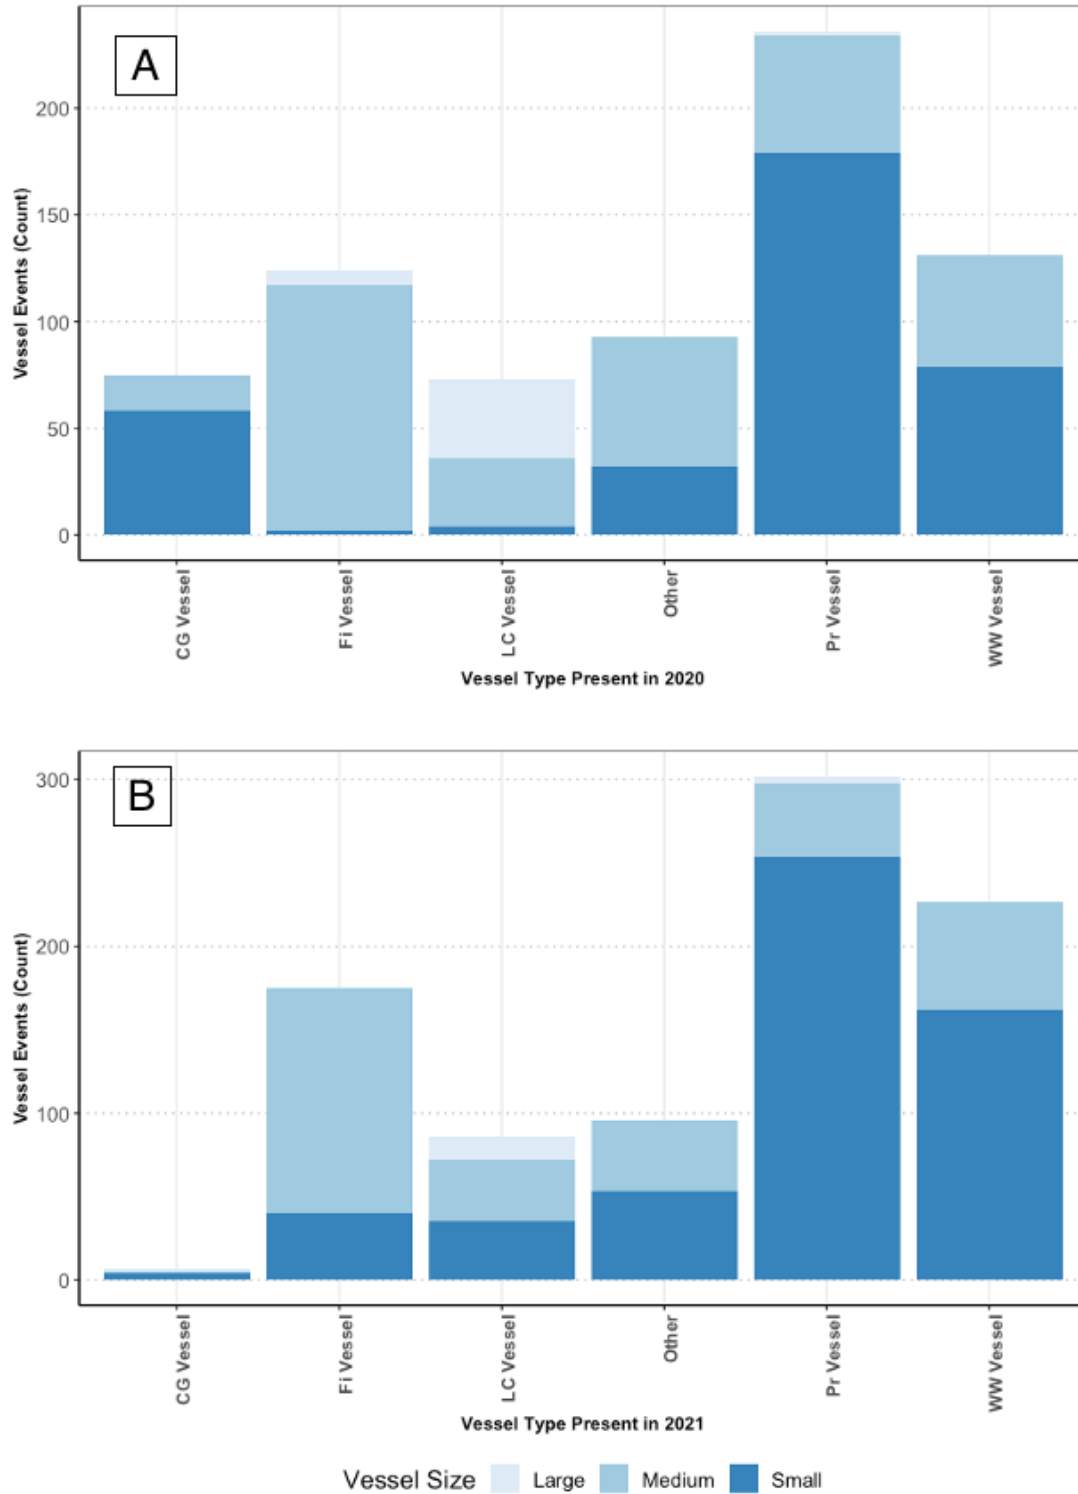 A
Vessel Events (Count)
200
150
100
50
0
CG Vessel
Fi Vessel
LC Vessel
Other
Pr Vessel
WW Vessel
Vessel Type Present in 2020
B
Vessel Events (Count)
300
200
100
0
CG Vessel
Fi Vessel
LC Vessel
Other
Pr Vessel
WW Vessel
Vessel Type Present in 2021
Vessel Size Large Medium Small